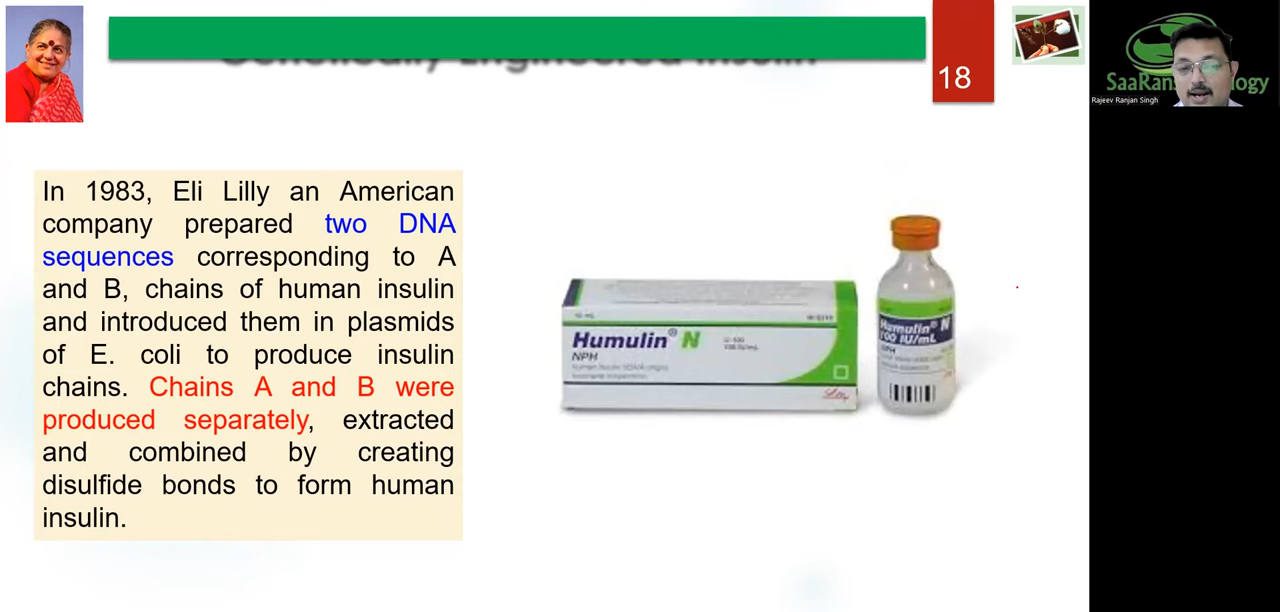 Genetically Engineered Insulin
18
SaaRans
logy
Rajeev Ranjan Singh
In 1983, Eli Lilly an American
company prepared two DNA
sequences corresponding to A
and B, chains of human insulin
and introduced them in plasmids
of E. coli to produce insulin
chains. Chains A and B were
produced separately, extracted
and combined by creating
disulfide bonds to form human
insulin.
Humulin® N
NPH
Lilly
Humulin® N
100 IU/mL
NPH